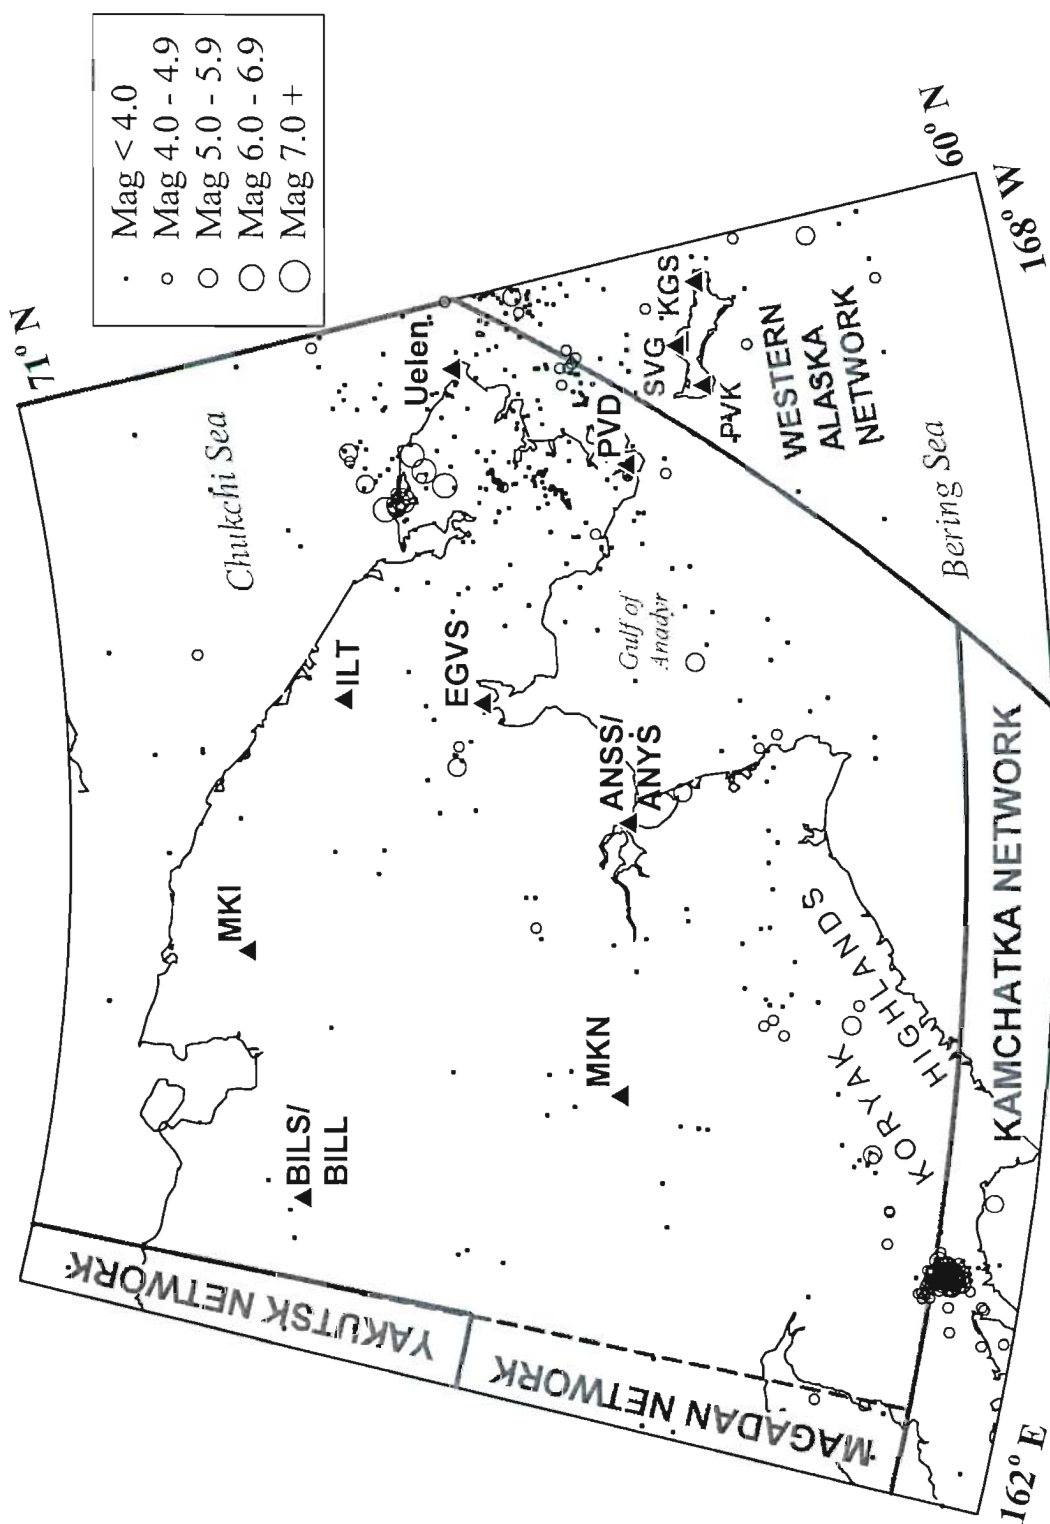 Mag < 4.0
Mag 4.0 - 4.9
Mag 5.0 - 5.9
Mag 6.0 - 6.9
Mag 7.0 +
71° N
Chukchi Sea
Uelen
ILT
EGVS
MKI
BILS/
BILL
PVD
Gulf of
Anadyr
ANSS/
ANYS
MKN
SVG
KGS
PVK
WESTERN
ALASKA
NETWORK
Bering Sea
KORYAK
HIGHLANDS
KAMCHATKA NETWORK
YAKUTSK NETWORK
MAGADAN NETWORK
60° N
168° W
162° E